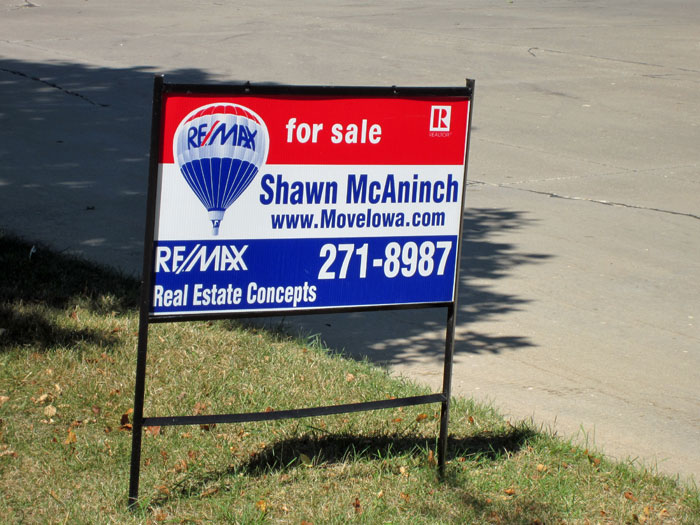 RE/MAX
for sale
R
REALTOR®
Shawn McAninch
www.MoveIowa.com
RE/MAX
271-8987
Real Estate Concepts